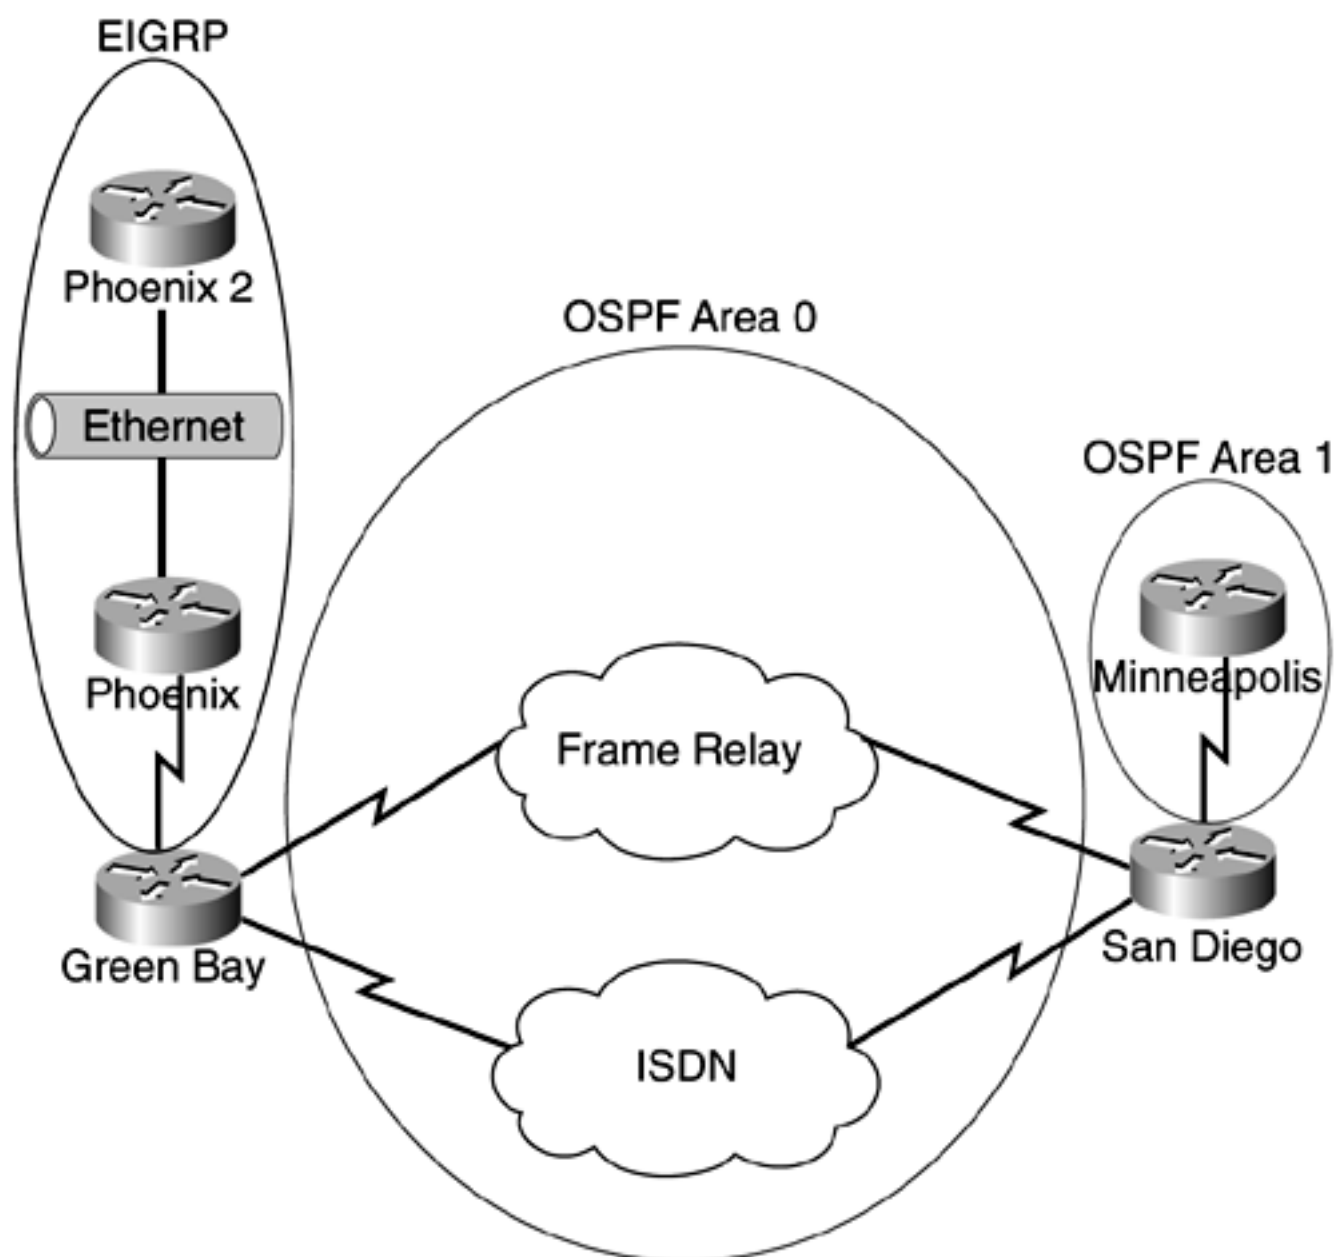 EIGRP
Phoenix 2
OSPF Area 0
Ethernet
OSPF Area 1
Phoenix
Minneapolis
Frame Relay
Green Bay
San Diego
ISDN